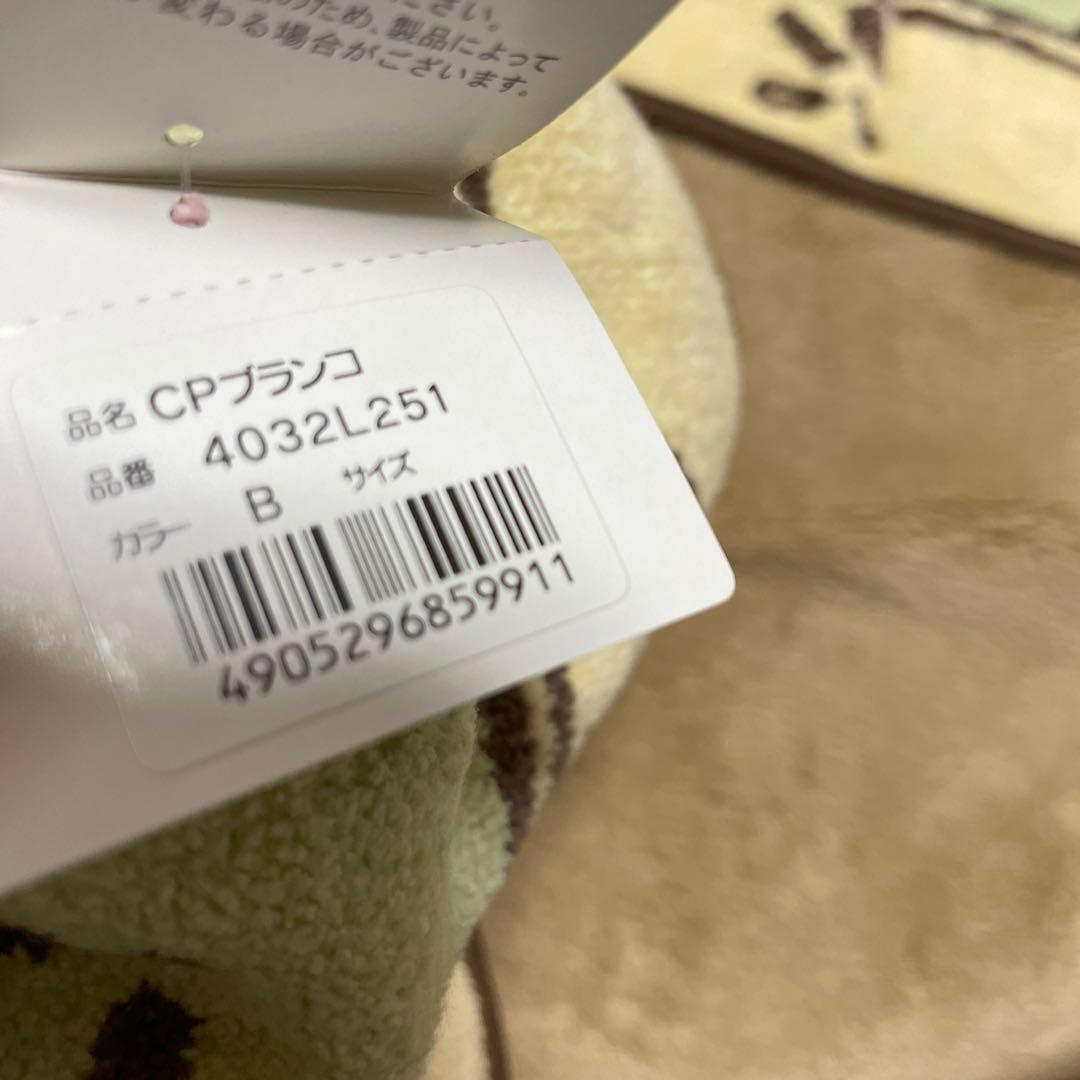 ださい。
のため、製品によって
変わる場合がございます。
品名 CPブランコ
品番 4032L251
カラー B サイズ
4905296859911